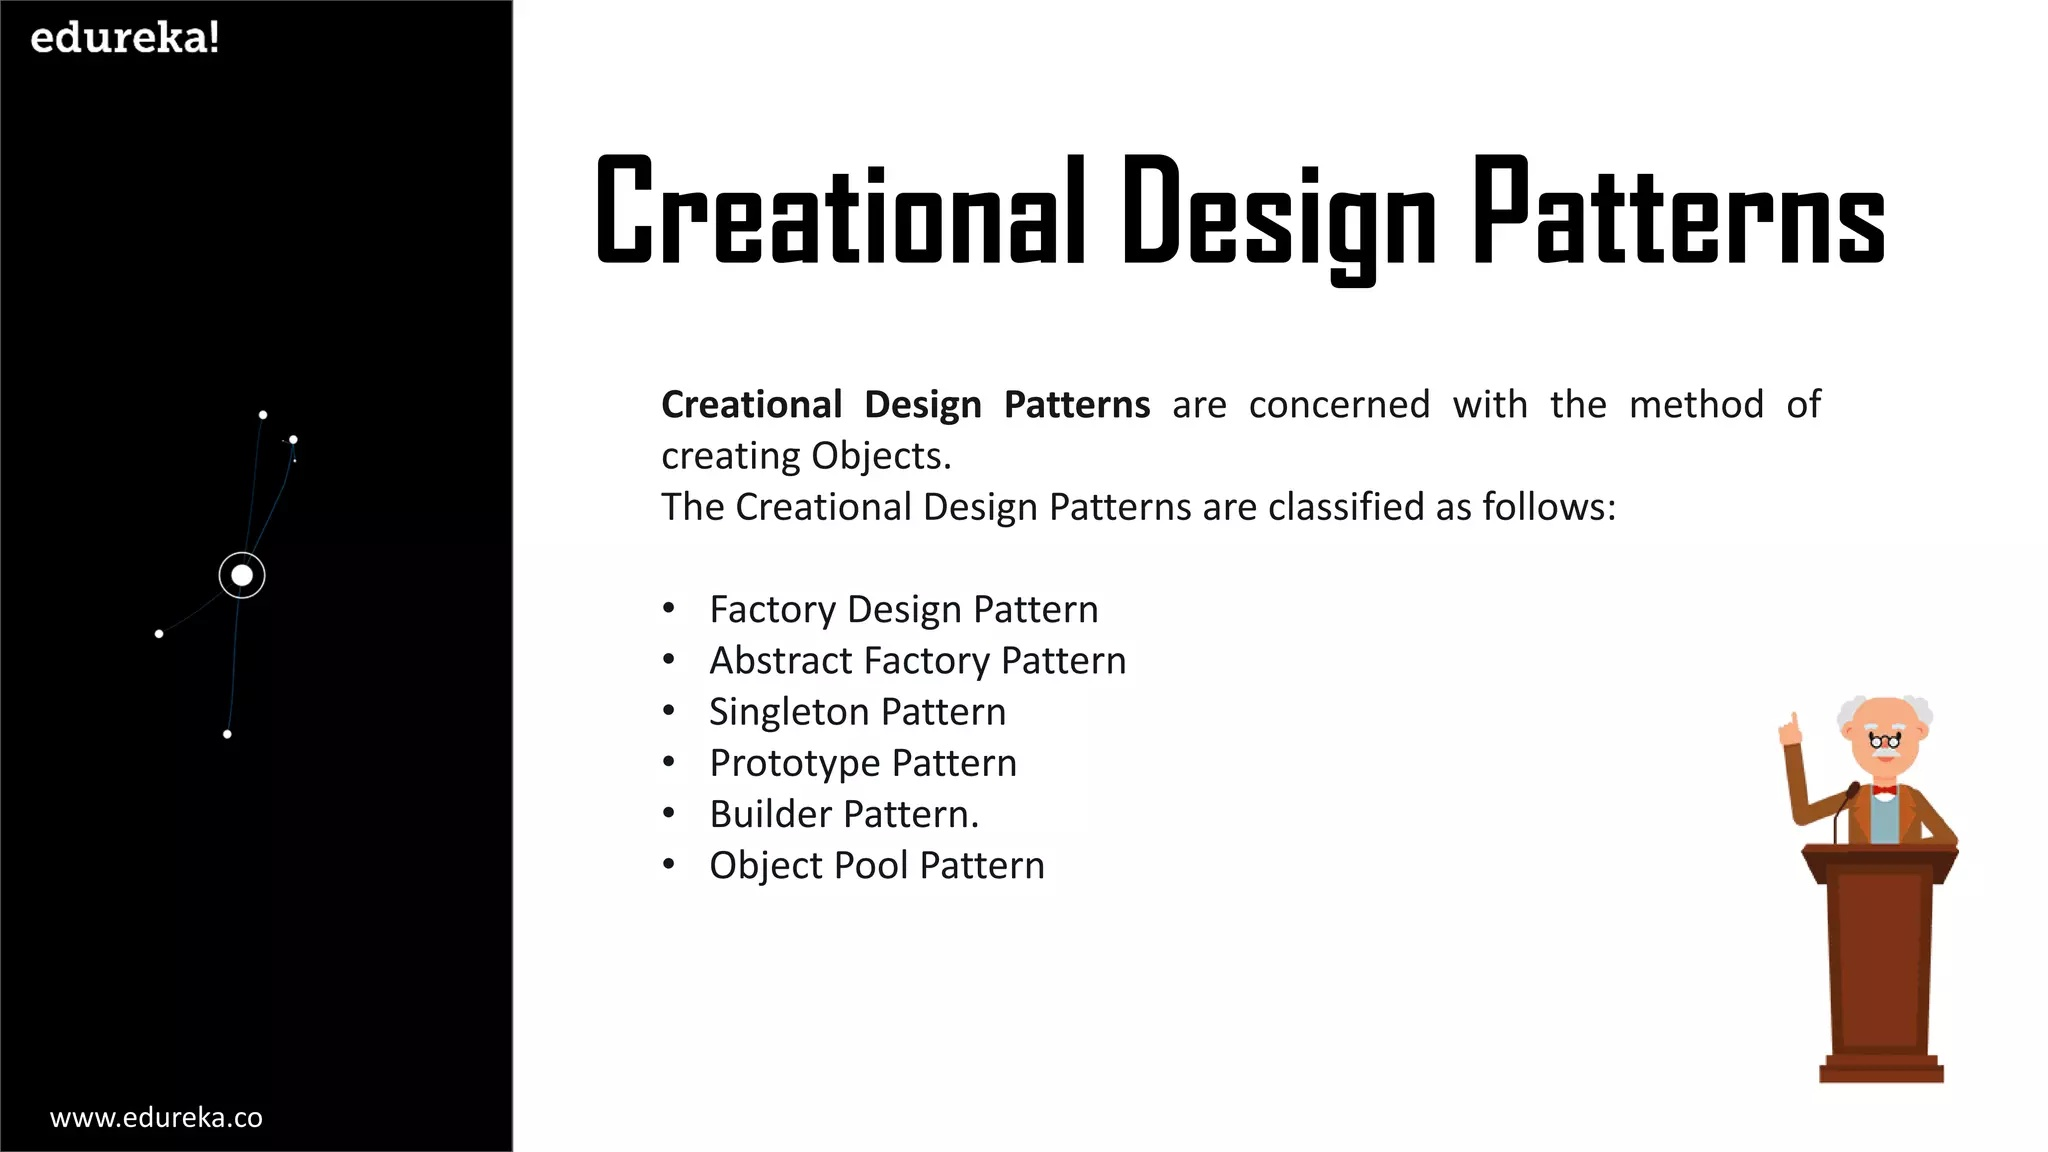 edureka!
Creational Design Patterns
Creational Design Patterns are concerned with the method of
creating Objects.
The Creational Design Patterns are classified as follows:
• Factory Design Pattern
• Abstract Factory Pattern
• Singleton Pattern
• Prototype Pattern
• Builder Pattern.
• Object Pool Pattern
www.edureka.co